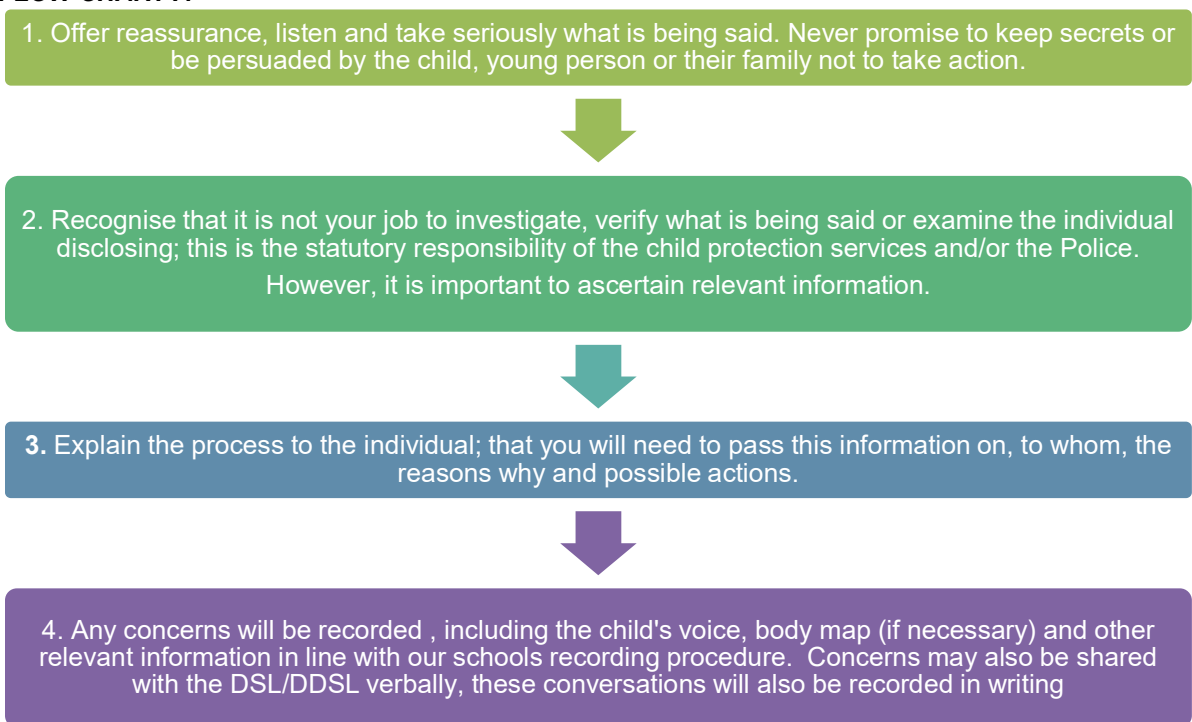 1. Offer reassurance, listen and take seriously what is being said. Never promise to keep secrets or
be persuaded by the child, young person or their family not to take action.
2. Recognise that it is not your job to investigate, verify what is being said or examine the individual
disclosing; this is the statutory responsibility of the child protection services and/or the Police.
However, it is important to ascertain relevant information.
3. Explain the process to the individual; that you will need to pass this information on, to whom, the
reasons why and possible actions.
4. Any concerns will be recorded , including the child's voice, body map (if necessary) and other
relevant information in line with our schools recording procedure.  Concerns may also be shared
with the DSL/DDSL verbally, these conversations will also be recorded in writing